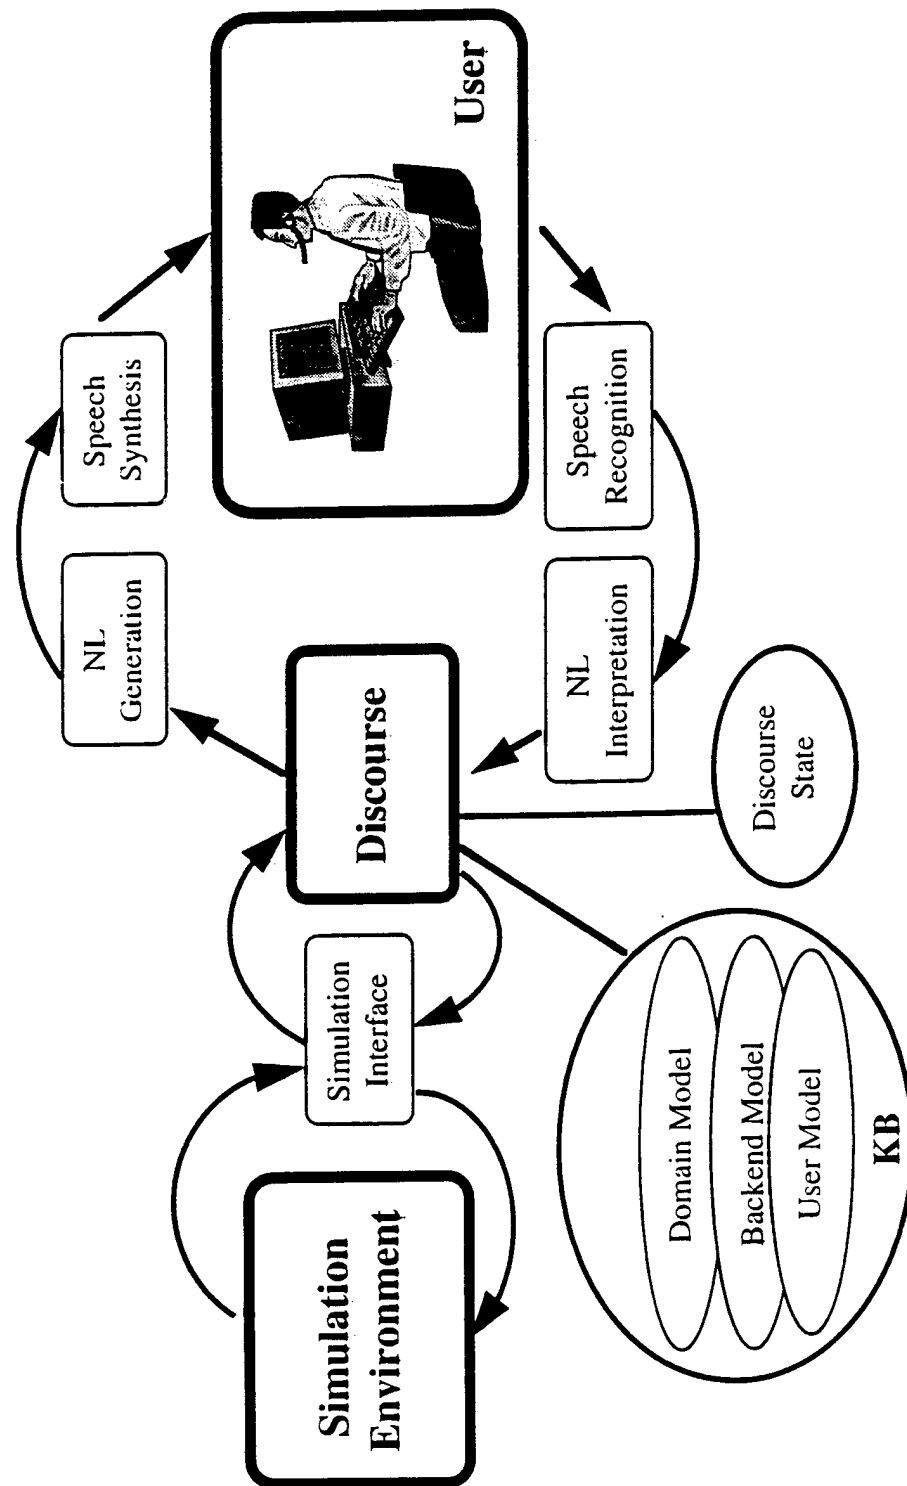 Simulation
Environment
Simulation
Interface
Discourse
NL
Generation
Speech
Synthesis
User
Speech
Recognition
NL
Interpretation
Discourse
State
Domain Model
Backend Model
User Model
KB